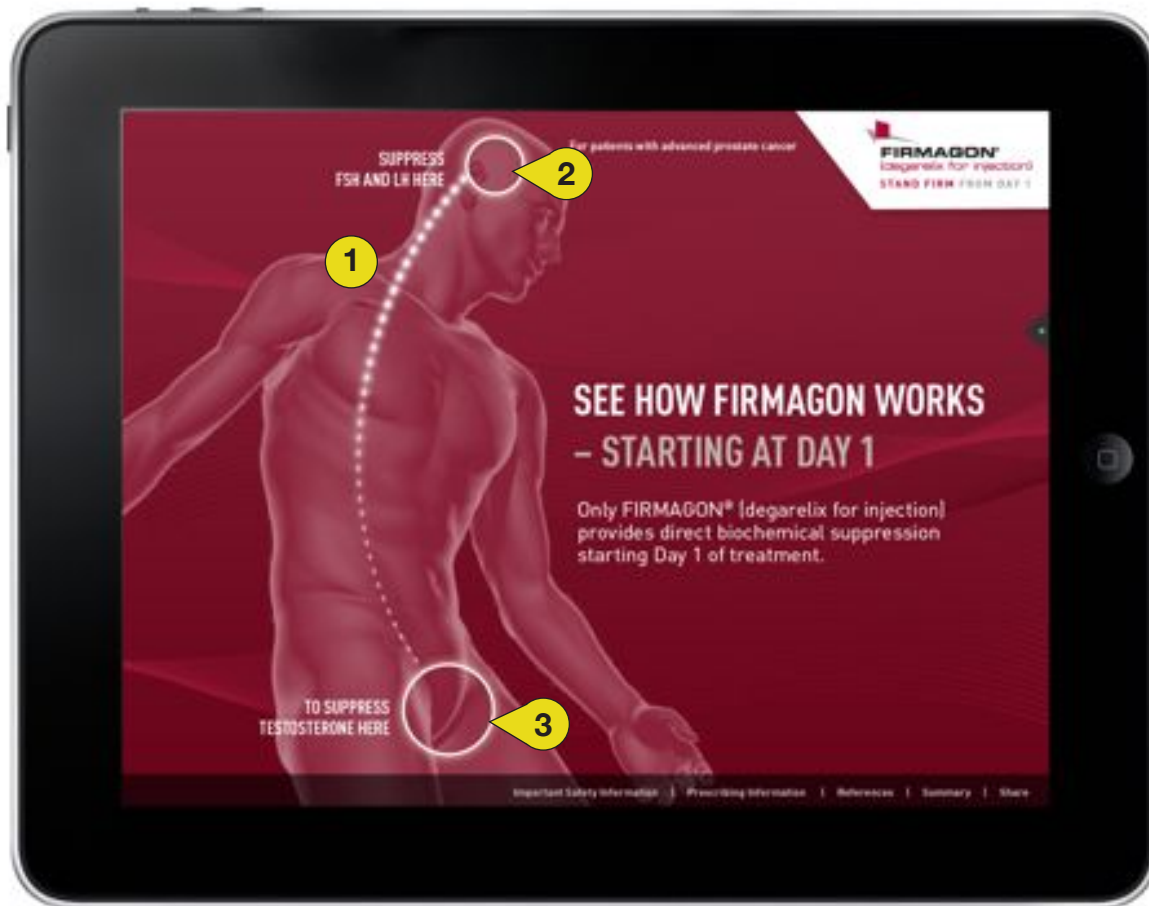 SUPPRESS
FSH AND LH HERE
For patients with advanced prostate cancer
FIRMAGON®
(degarelix for injection)
STAND FIRM FROM DAY 1
2
1
SEE HOW FIRMAGON WORKS
– STARTING AT DAY 1
Only FIRMAGON® (degarelix for injection)
provides direct biochemical suppression
starting Day 1 of treatment.
TO SUPPRESS
TESTOSTERONE HERE
3
Important Safety Information | Prescribing Information | References | Summary | Share